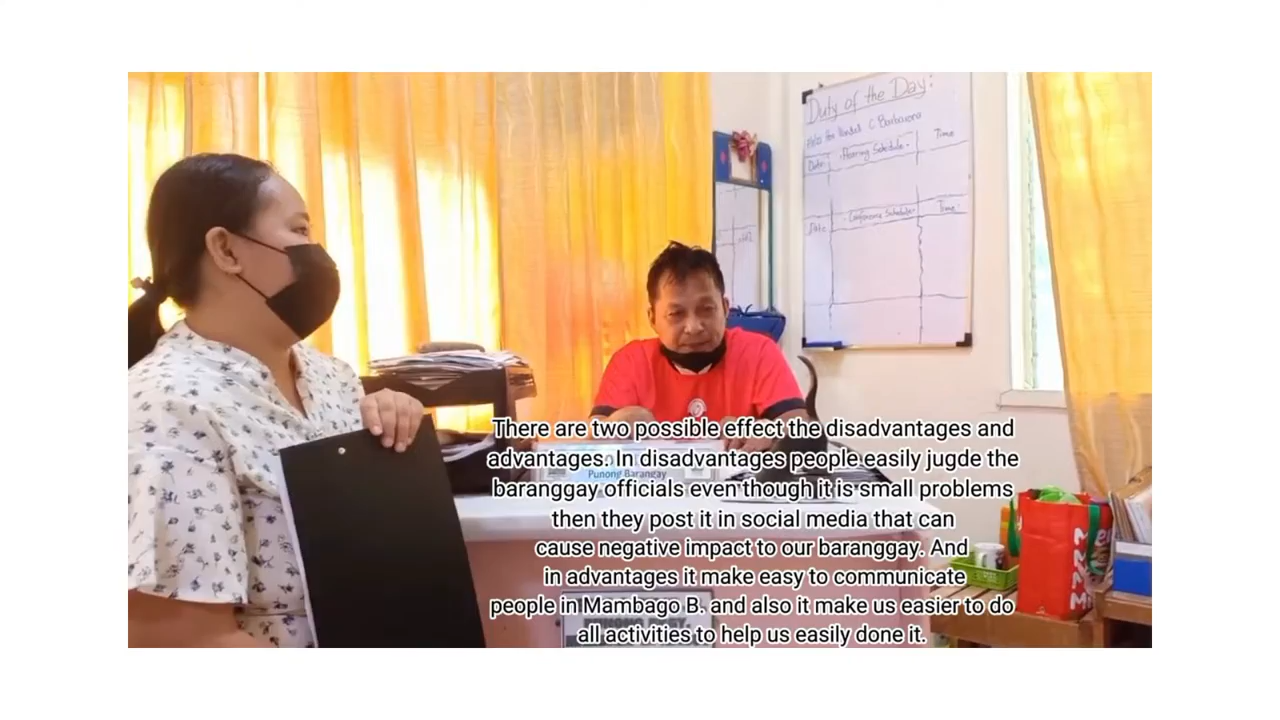 Duty of the Day:
Hearing Schedule
Time
Date
Conference Schedule
Time
Date
There are two possible effect the disadvantages and
advantages. In disadvantages people easily jugde the
Punong Barangay
baranggay officials even though it is small problems
then they post it in social media that can
cause negative impact to our baranggay. And
in advantages it make easy to communicate
people in Mambago B. and also it make us easier to do
all activities to help us easily done it.